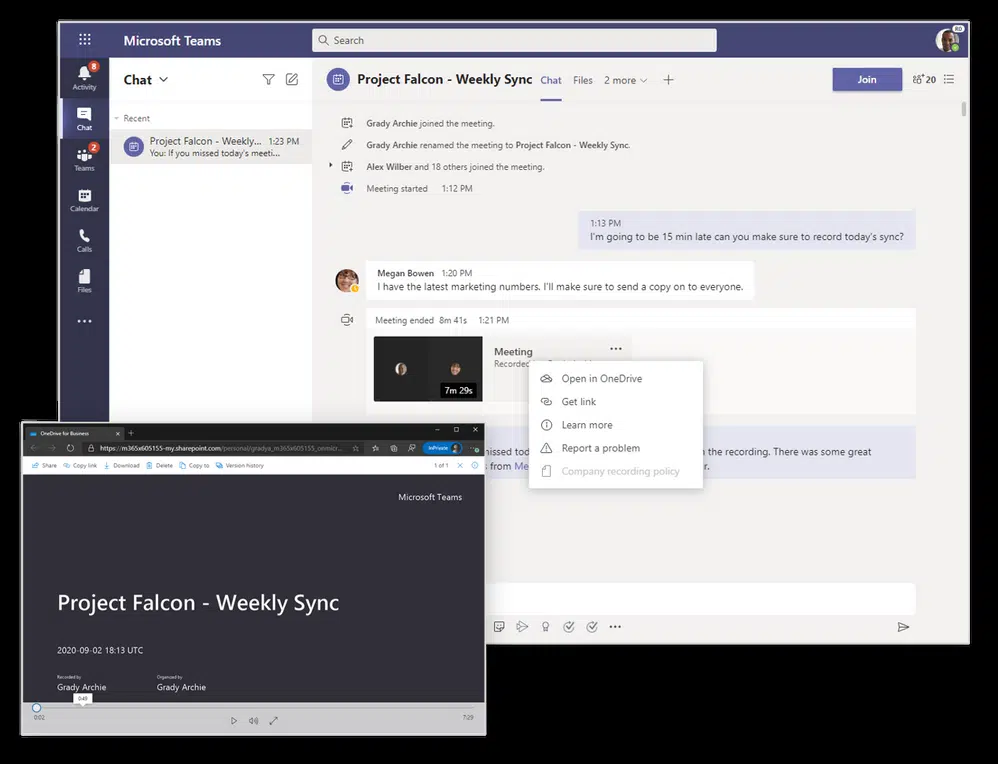 Microsoft Teams
Search
RO
8
Activity
Chat
2
Teams
Calendar
Calls
Files
Chat
Recent
Project Falcon - Weekly... 1:23 PM
You: If you missed today's meeti...
Project Falcon - Weekly Sync Chat Files 2 more
Join
20
Grady Archie joined the meeting.
Grady Archie renamed the meeting to Project Falcon - Weekly Sync.
Alex Wilber and 18 others joined the meeting.
Meeting started 1:12 PM
1:13 PM
I'm going to be 15 min late can you make sure to record today's sync?
Megan Bowen 1:20 PM
I have the latest marketing numbers. I'll make sure to send a copy on to everyone.
Meeting ended 8m 41s 1:21 PM
7m 29s
Meeting
Open in OneDrive
Get link
Learn more
Report a problem
Company recording policy
the recording. There was some great
from
OneDrive for Business
https://m365x605155-my.sharepoint.com/personal/gradya_m365x605155_onmicr...
InPrivate
Share Copy link Download Delete Copy to Version history 1 of 1
Microsoft Teams
Project Falcon - Weekly Sync
2020-09-02 18:13 UTC
Recorded by Organized by
Grady Archie Grady Archie
0:02
7:29